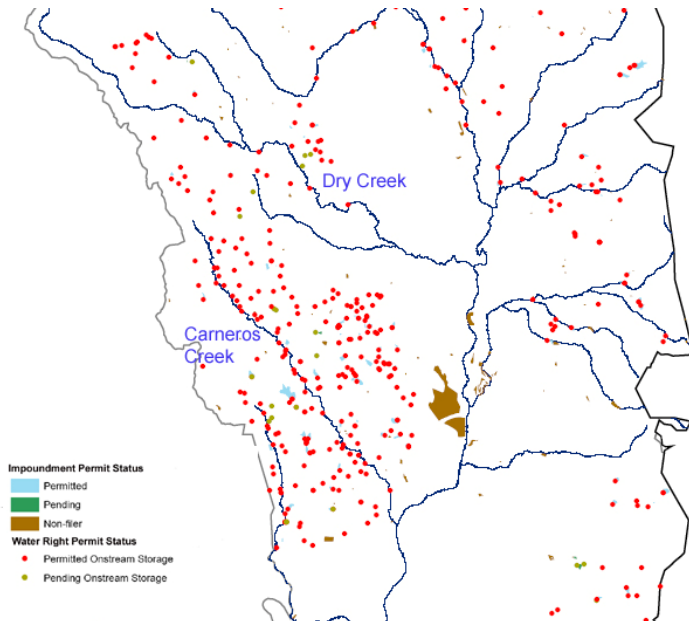 Dry Creek
Carneros
Creek
Impoundment Permit Status
Permitted
Pending
Non-filer
Water Right Permit Status
Permitted Onstream Storage
Pending Onstream Storage